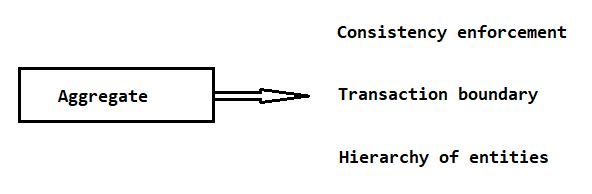 Consistency enforcement
Aggregate
Transaction boundary
Hierarchy of entities